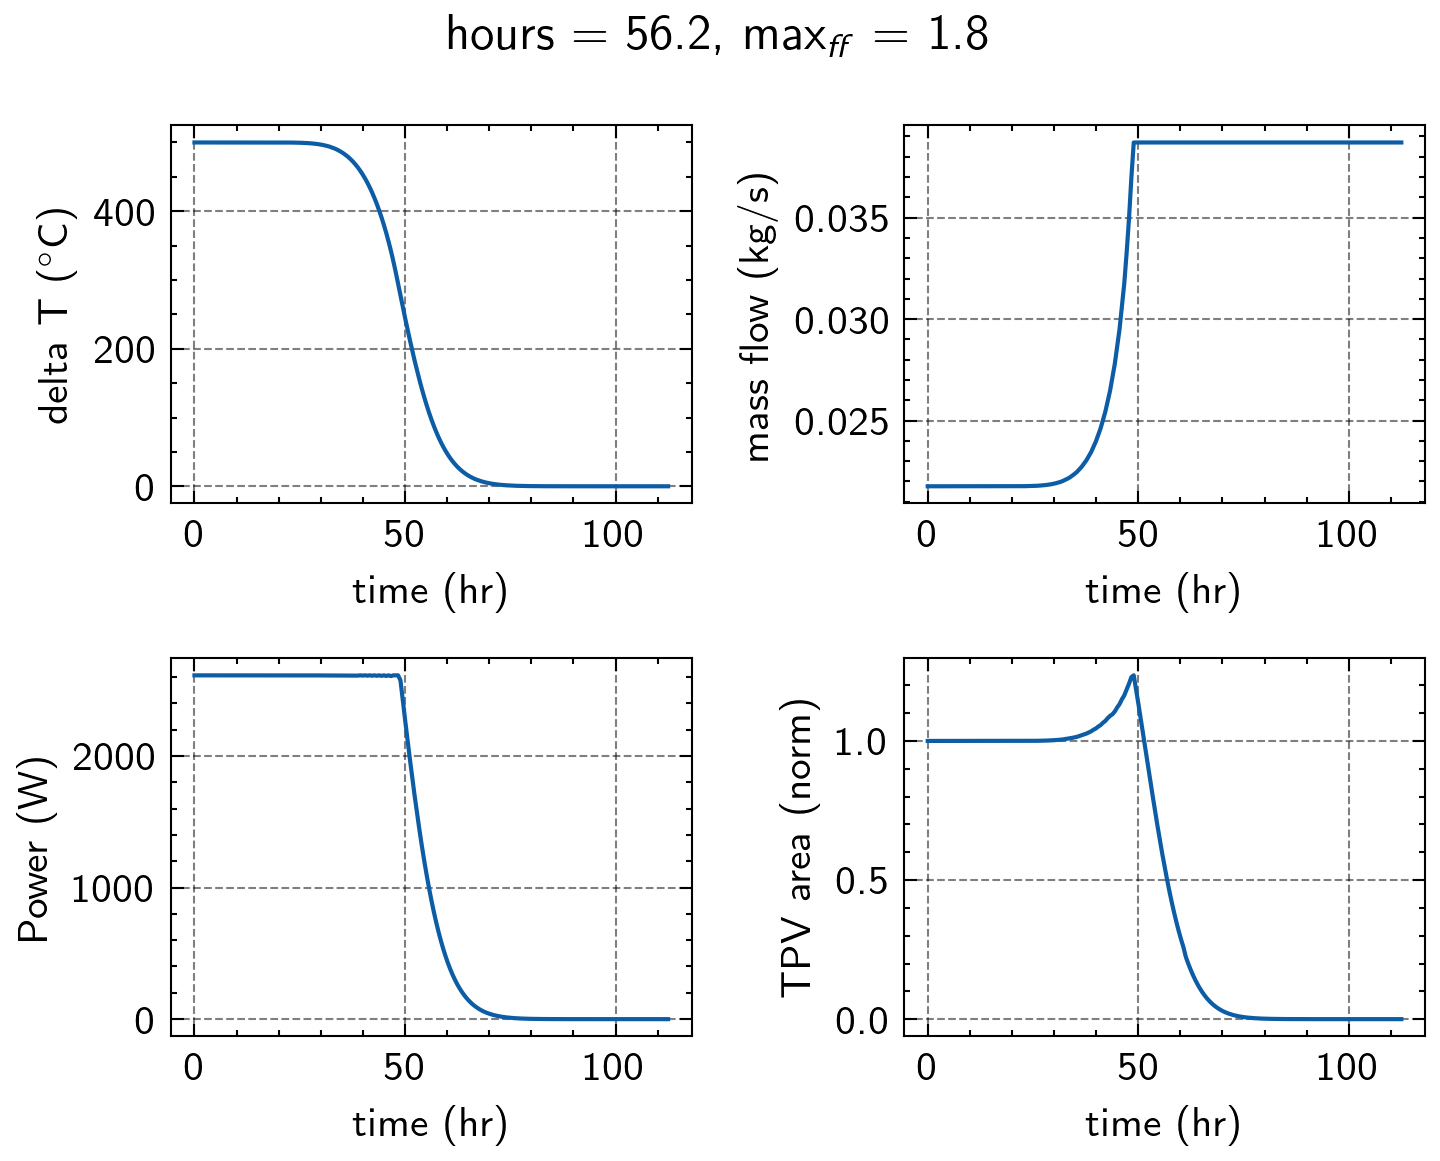 hours = 56.2, max_ff = 1.8
delta T (°C)
400
200
0
0 50 100
time (hr)
mass flow (kg/s)
0.035
0.030
0.025
0 50 100
time (hr)
Power (W)
2000
1000
0
0 50 100
time (hr)
TPV area (norm)
1.0
0.5
0.0
0 50 100
time (hr)